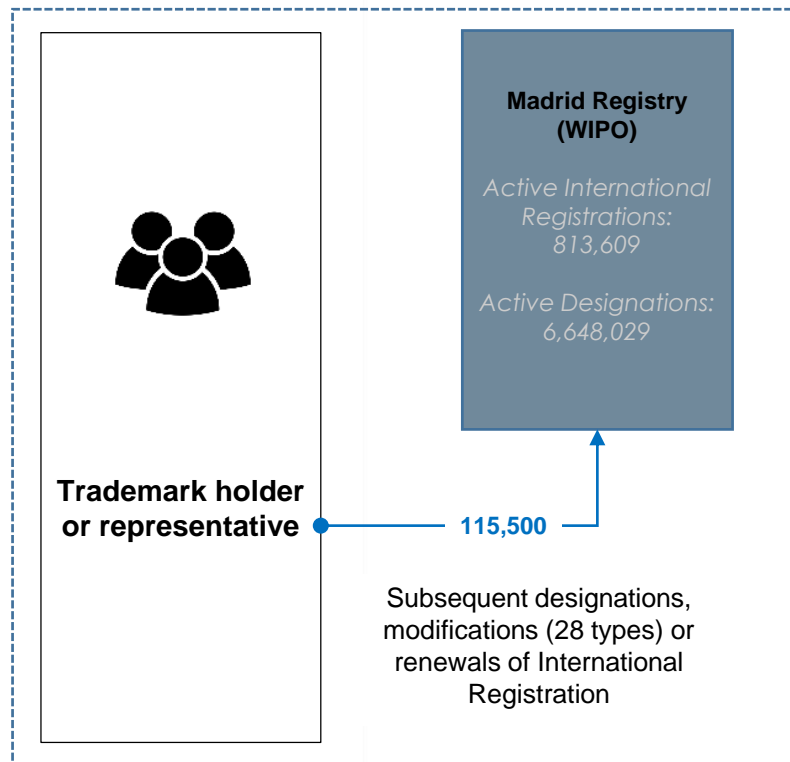 Madrid Registry
(WIPO)
Active International
Registrations:
813,609
Active Designations:
6,648,029
Trademark holder
or representative
115,500
Subsequent designations,
modifications (28 types) or
renewals of International
Registration